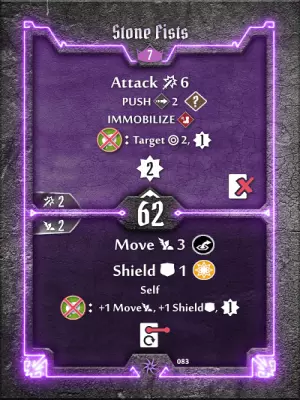 Stone Fists
7
Attack 6
PUSH 2 ?
IMMOBILIZE
: Target 2, 1
2
2
62
2
Move 3
Shield 1
Self
: +1 Move, +1 Shield, 1
083